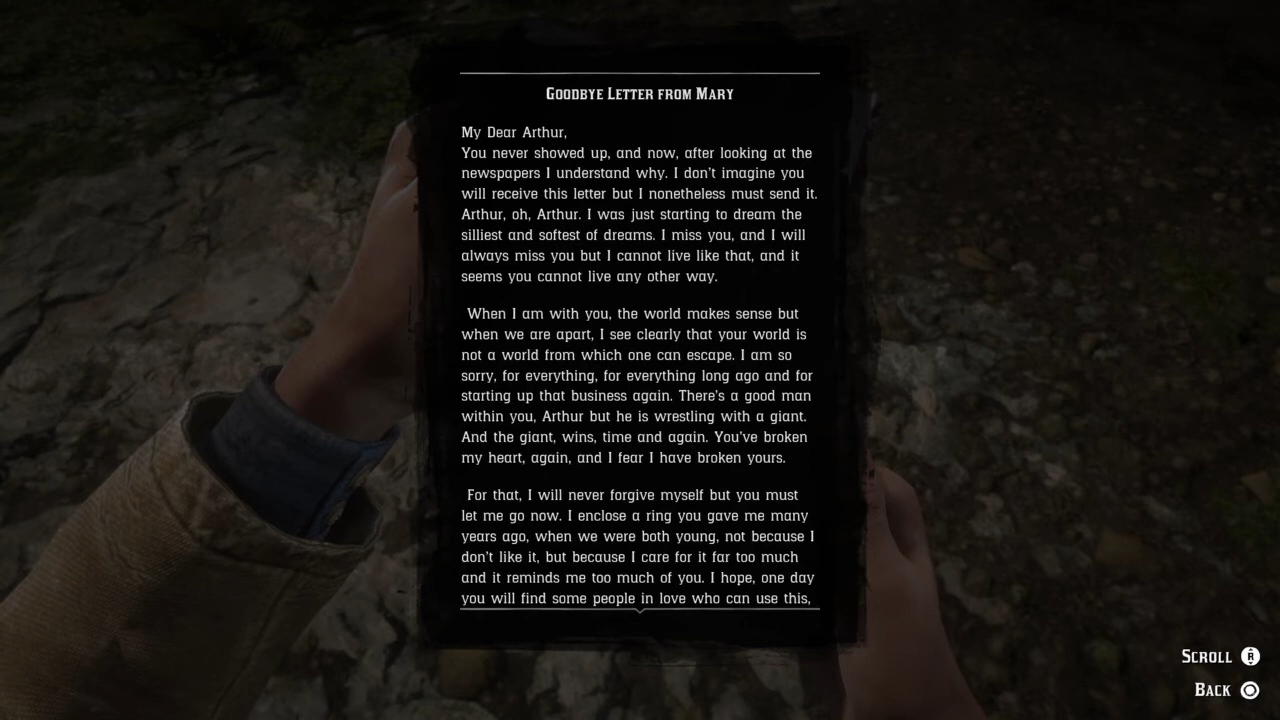 Goodbye Letter from Mary
My Dear Arthur,
You never showed up, and now, after looking at the
newspapers I understand why. I don't imagine you
will receive this letter but I nonetheless must send it.
Arthur, oh, Arthur. I was just starting to dream the
silliest and softest of dreams. I miss you, and I will
always miss you but I cannot live like that, and it
seems you cannot live any other way.
When I am with you, the world makes sense but
when we are apart, I see clearly that your world is
not a world from which one can escape. I am so
sorry, for everything, for everything long ago and for
starting up that business again. There's a good man
within you, Arthur but he is wrestling with a giant.
And the giant, wins, time and again. You've broken
my heart, again, and I fear I have broken yours.
For that, I will never forgive myself but you must
let me go now. I enclose a ring you gave me many
years ago, when we were both young, not because I
don't like it, but because I care for it far too much
and it reminds me too much of you. I hope, one day
you will find some people in love who can use this,
Scroll R
Back